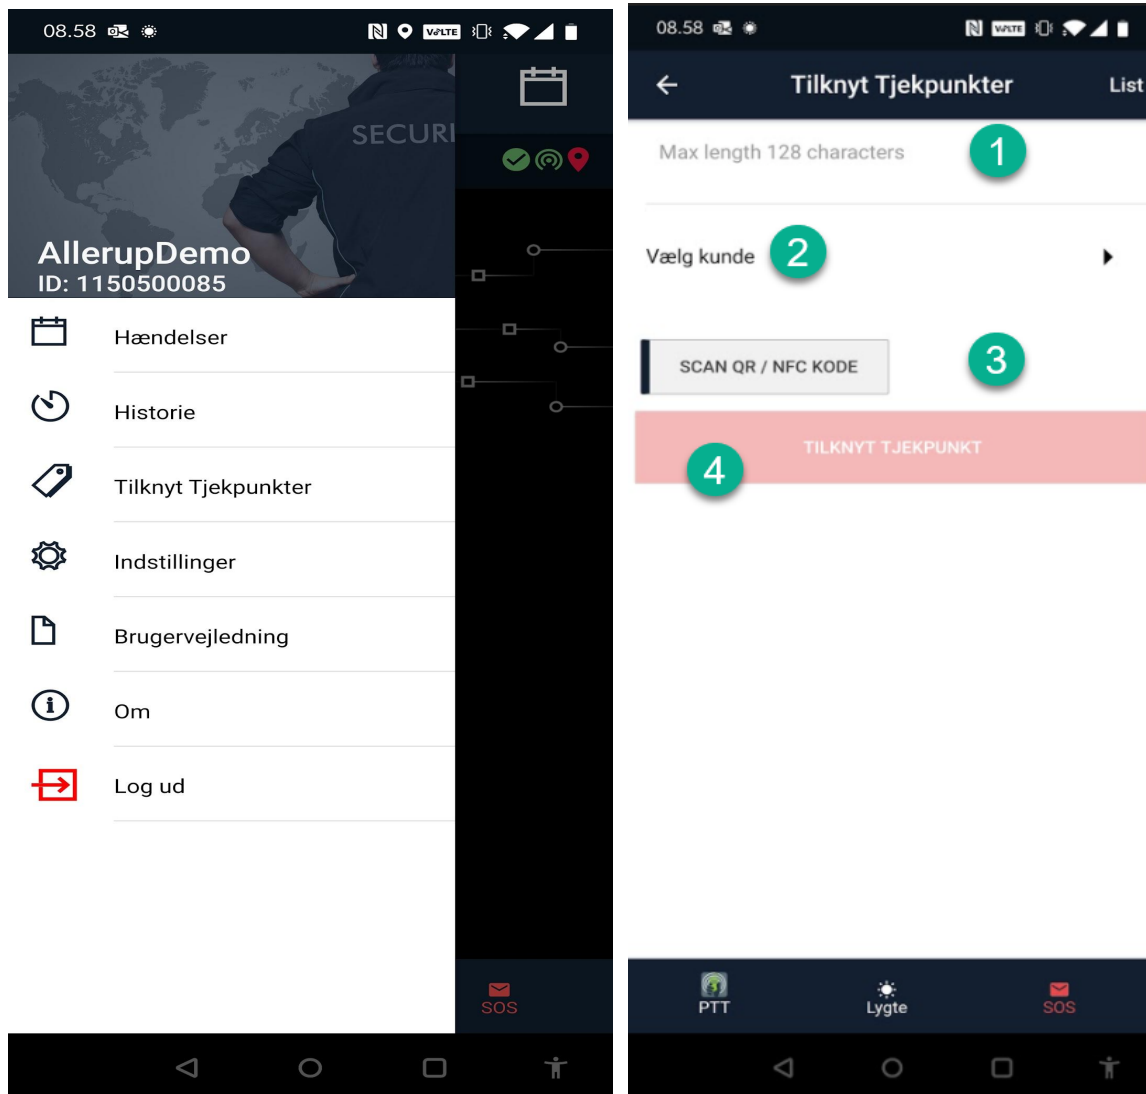 08.58
VoLTE
SECURI
AllerupDemo
ID: 1150500085
Hændelser
Historie
Tilknyt Tjekpunkter
Indstillinger
Brugervejledning
Om
Log ud
SOS
08.58
VoLTE
Tilknyt Tjekpunkter
List
Max length 128 characters
1
Vælg kunde
2
SCAN QR / NFC KODE
3
TILKNYT TJEKPUNKT
4
PTT
Lygte
SOS